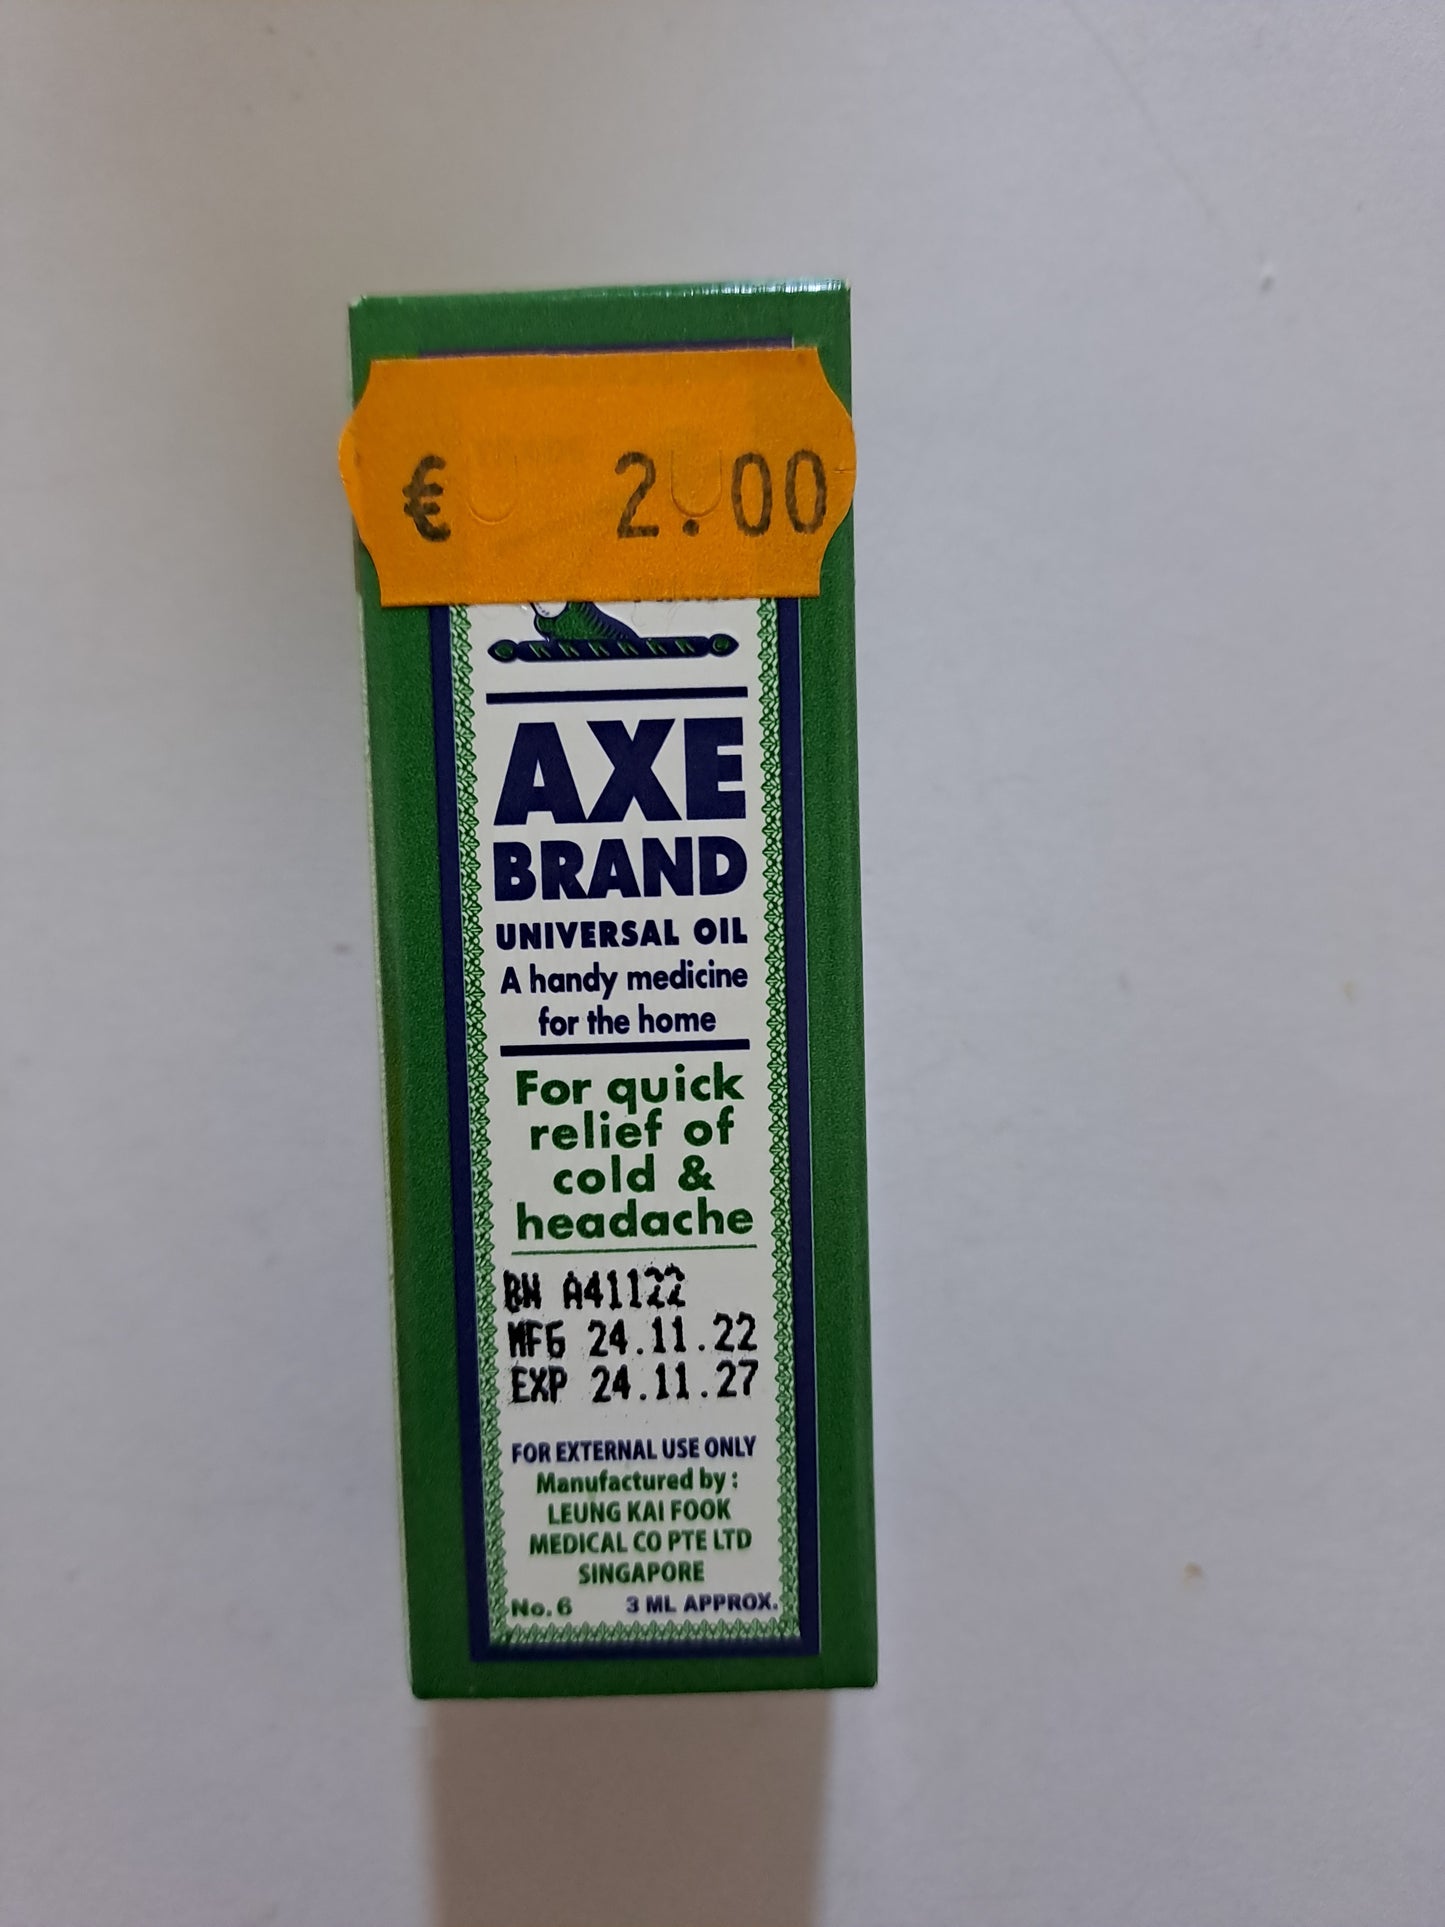 € 2.00
AXE
BRAND
UNIVERSAL OIL
A handy medicine
for the home
For quick
relief of
cold &
headache
BN A41122
MFG 24.11.22
EXP 24.11.27
FOR EXTERNAL USE ONLY
Manufactured by :
LEUNG KAI FOOK
MEDICAL CO PTE LTD
SINGAPORE
No. 6 3 ML APPROX.